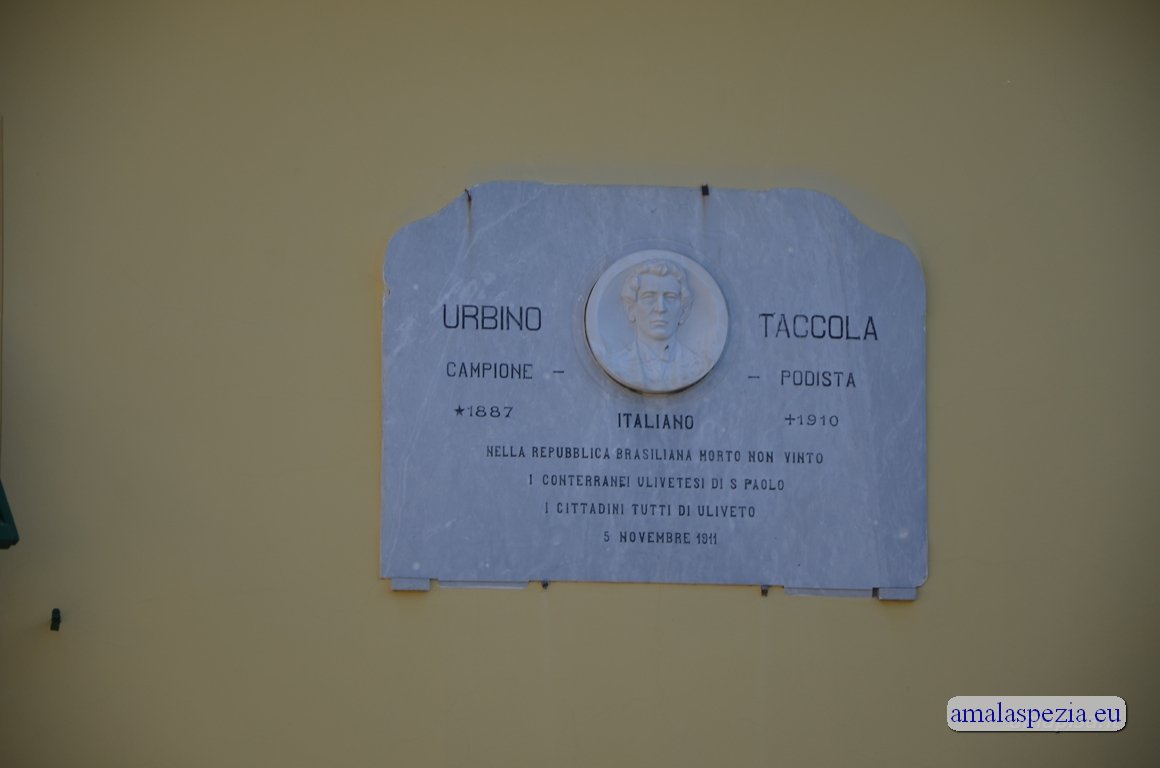 URBINO TACCOLA
CAMPIONE – – PODISTA
★1887 ITALIANO +1910
NELLA REPUBBLICA BRASILIANA MORTO NON VINTO
I CONTERRANEI ULIVETESI DI S PAOLO
I CITTADINI TUTTI DI ULIVETO
5 NOVEMBRE 1911
amalaspezia.eu